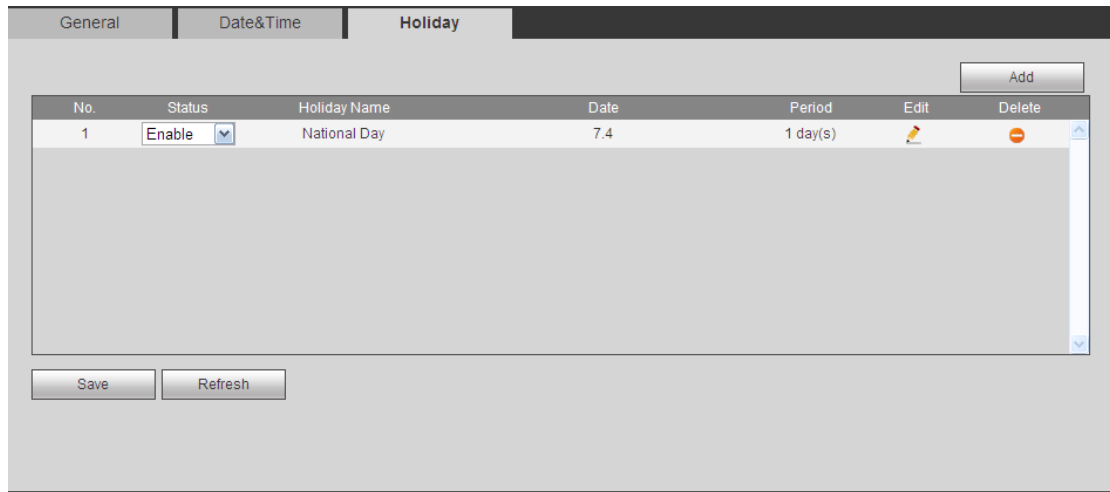 General Date&Time Holiday
Add
No. Status Holiday Name Date Period Edit Delete
1 Enable National Day 7.4 1 day(s)
Save Refresh